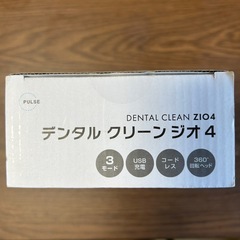 PULSE
DENTAL CLEAN ZIO4
デンタル クリーン ジオ 4
3
モード
USB
充電
コード
レス
360°
回転ヘッド